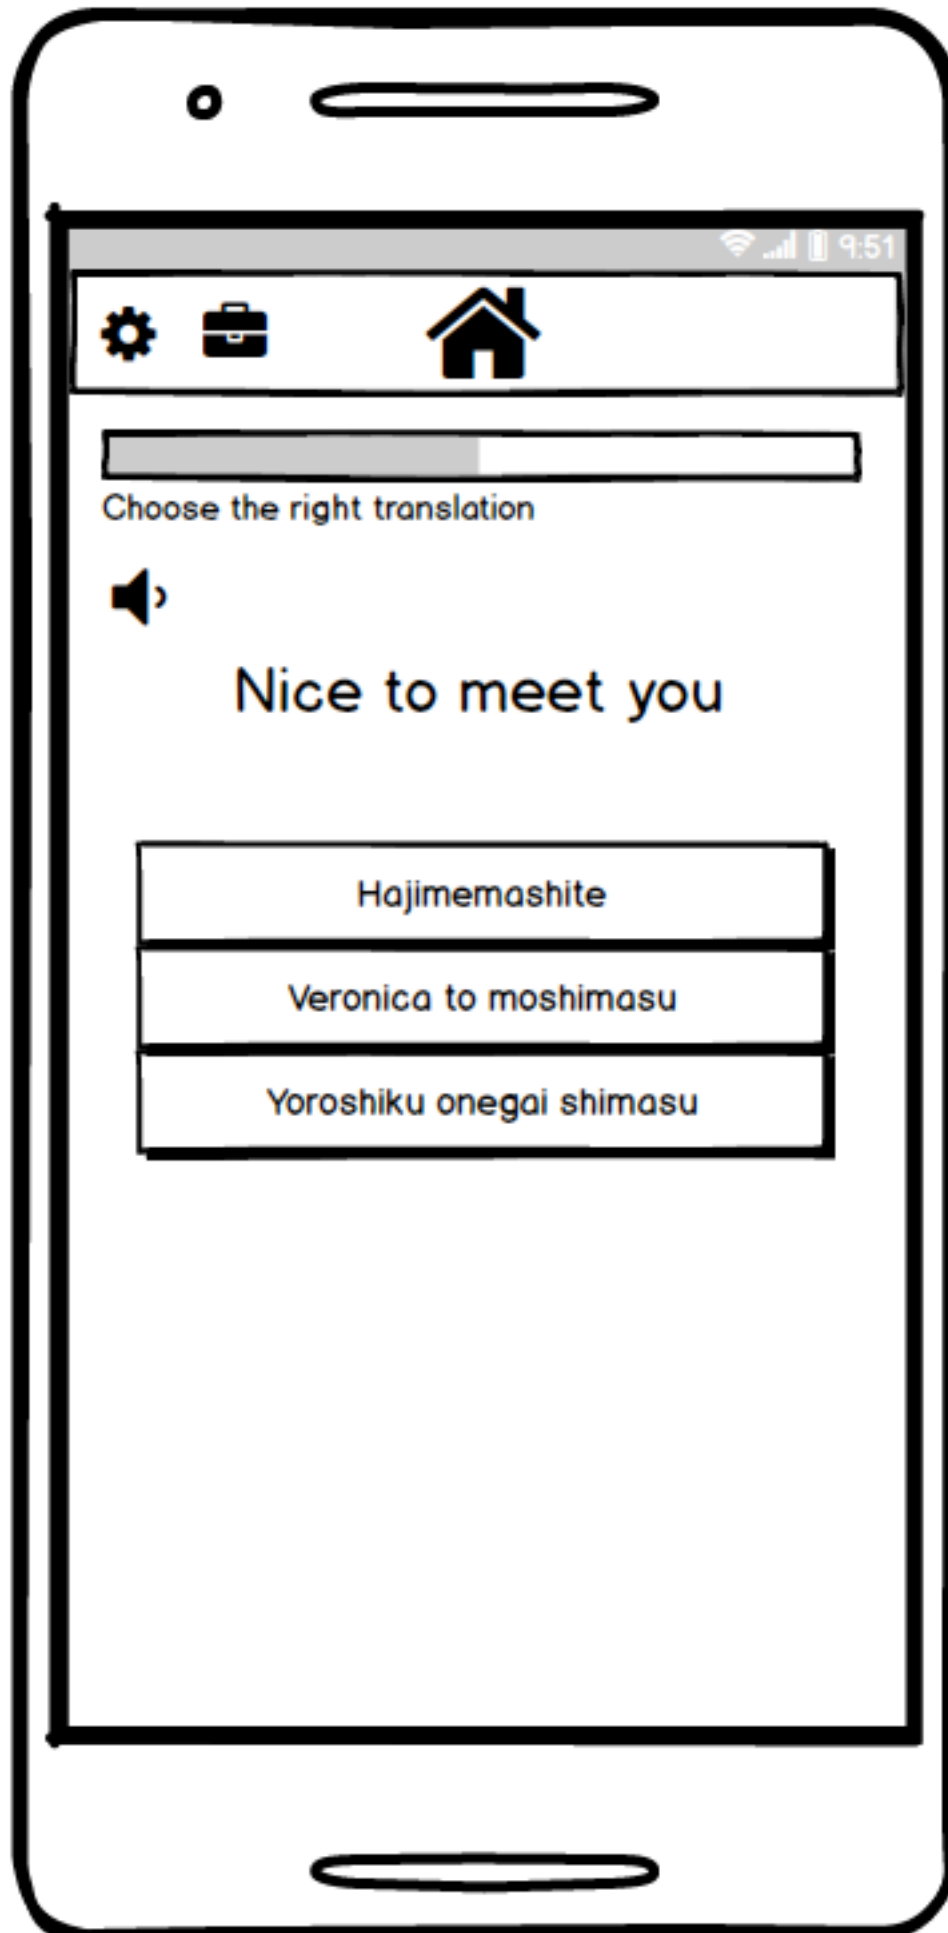 9:51
Choose the right translation
Nice to meet you
Hajimemashite
Veronica to moshimasu
Yoroshiku onegai shimasu